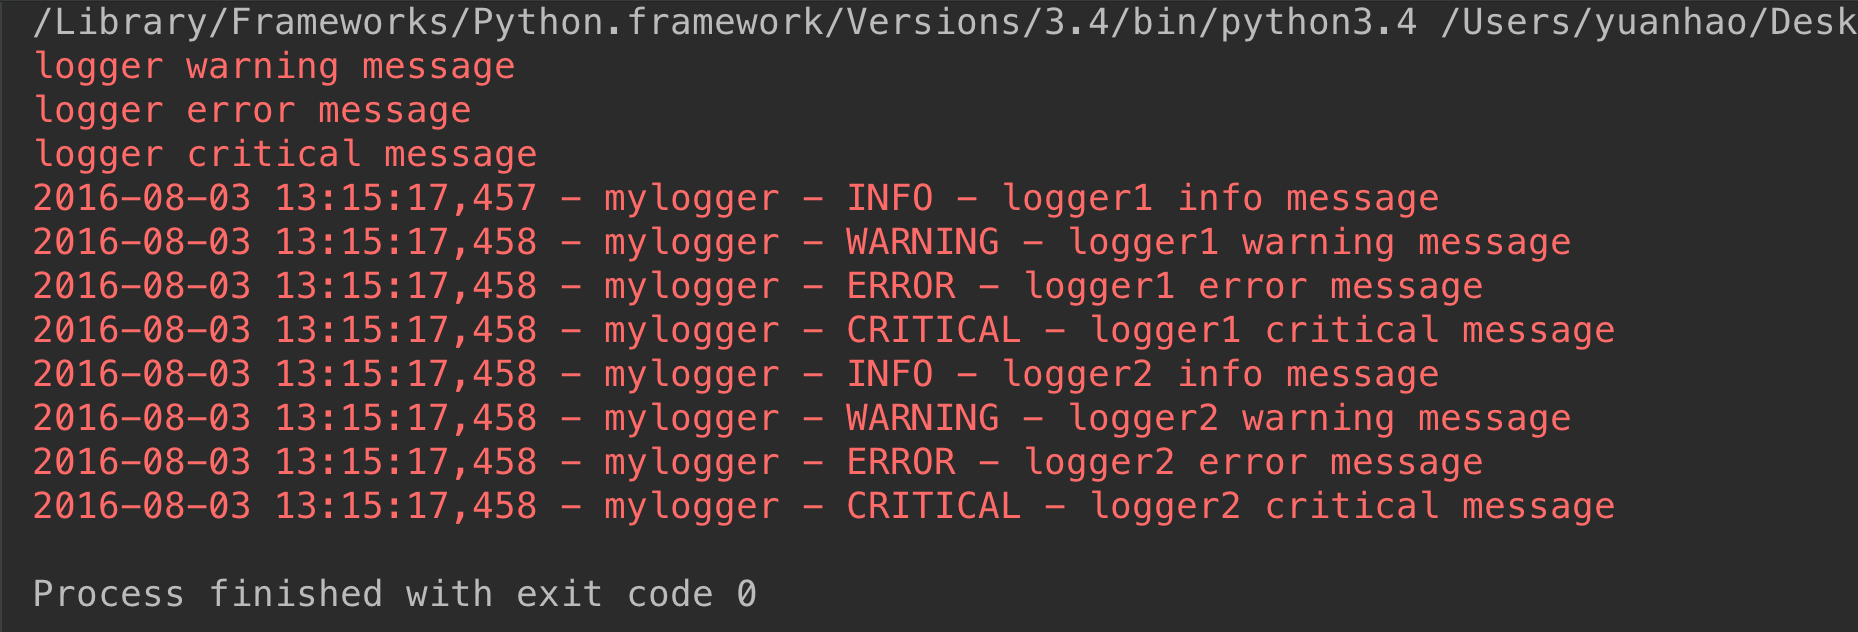 /Library/Frameworks/Python.framework/Versions/3.4/bin/python3.4 /Users/yuanhao/Desk
logger warning message
logger error message
logger critical message
2016-08-03 13:15:17,457 - mylogger - INFO - logger1 info message
2016-08-03 13:15:17,458 - mylogger - WARNING - logger1 warning message
2016-08-03 13:15:17,458 - mylogger - ERROR - logger1 error message
2016-08-03 13:15:17,458 - mylogger - CRITICAL - logger1 critical message
2016-08-03 13:15:17,458 - mylogger - INFO - logger2 info message
2016-08-03 13:15:17,458 - mylogger - WARNING - logger2 warning message
2016-08-03 13:15:17,458 - mylogger - ERROR - logger2 error message
2016-08-03 13:15:17,458 - mylogger - CRITICAL - logger2 critical message
Process finished with exit code 0